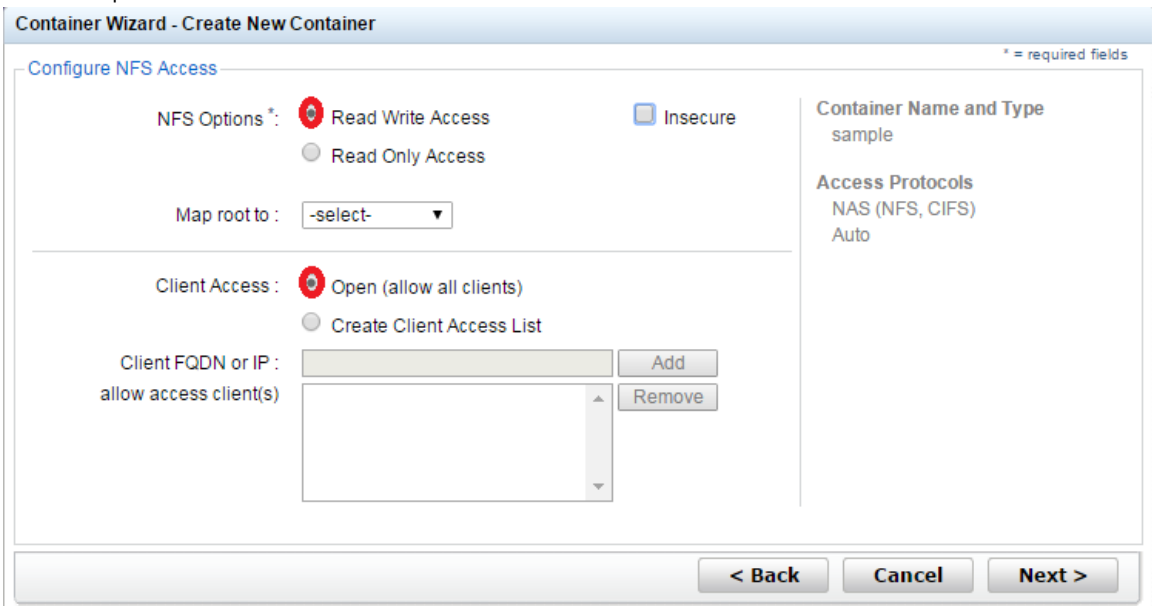 Container Wizard - Create New Container
* = required fields
Configure NFS Access
NFS Options *:
Read Write Access
Insecure
Read Only Access
Map root to :
-select-
Client Access :
Open (allow all clients)
Create Client Access List
Client FQDN or IP :
Add
allow access client(s)
Remove
Container Name and Type
sample
Access Protocols
NAS (NFS, CIFS)
Auto
< Back
Cancel
Next >